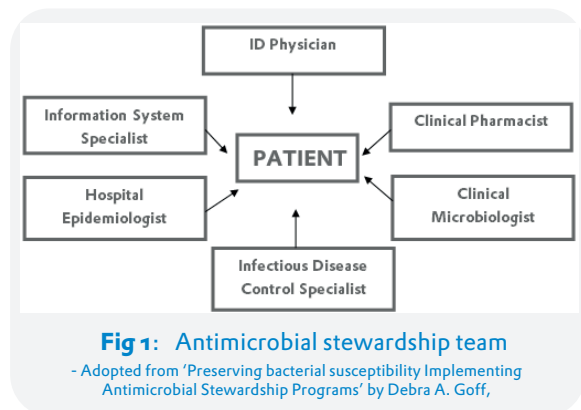 ID Physician
Information System
Specialist
Clinical Pharmacist
PATIENT
Hospital
Epidemiologist
Clinical
Microbiologist
Infectious Disease
Control Specialist
Fig 1: Antimicrobial stewardship team
- Adopted from ‘Preserving bacterial susceptibility Implementing
Antimicrobial Stewardship Programs’ by Debra A. Goff,